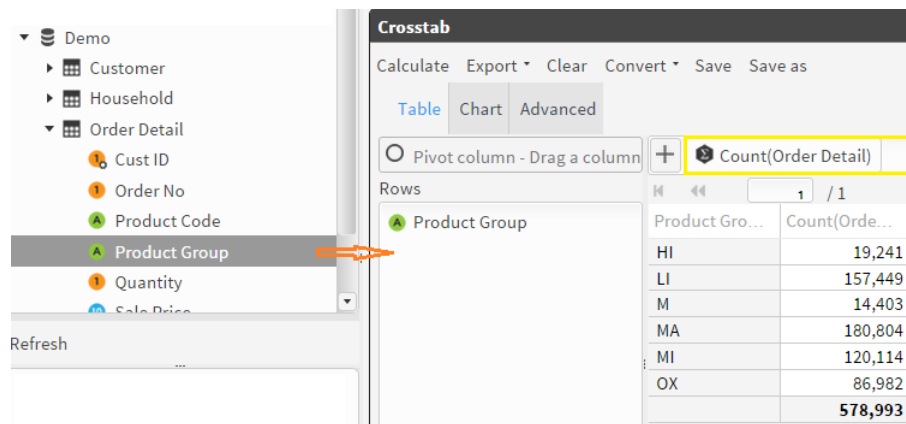 Demo
Customer
Household
Order Detail
Cust ID
Order No
Product Code
Product Group
Quantity
Sale Price
Refresh
Crosstab
Calculate Export Clear Convert Save Save as
Table Chart Advanced
Pivot column - Drag a column
Count(Order Detail)
Rows
Product Group
1 / 1
Product Gro... Count(Orde...
HI 19,241
LI 157,449
M 14,403
MA 180,804
MI 120,114
OX 86,982
578,993